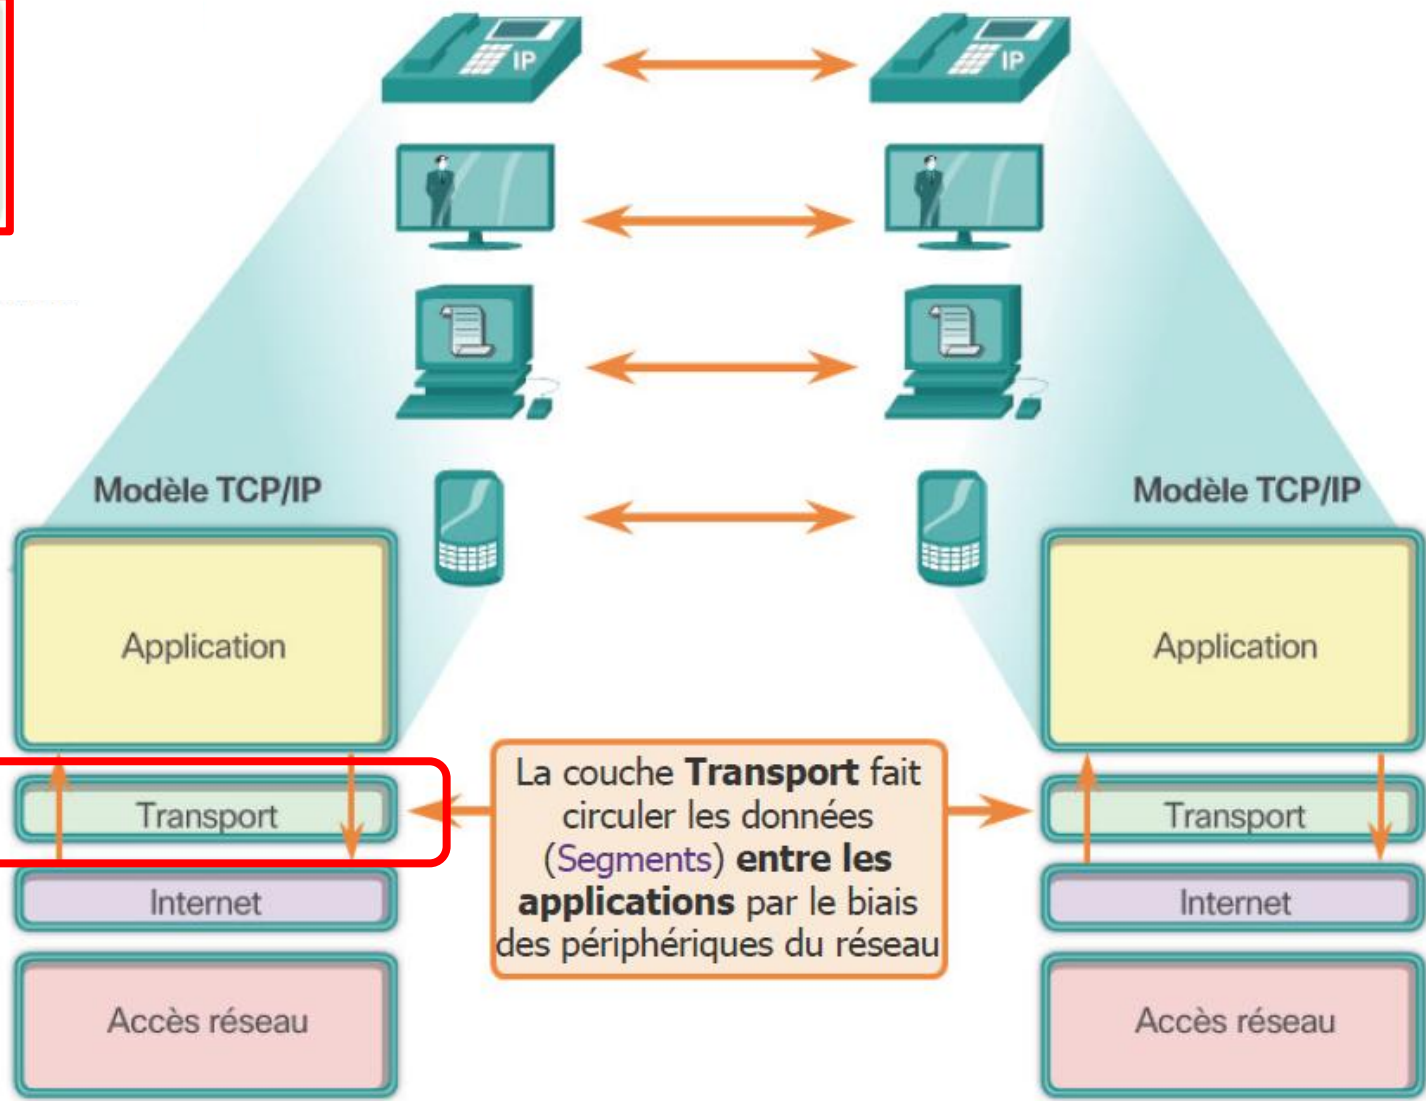 IP
IP
Modèle TCP/IP
Modèle TCP/IP
Application
Application
La couche Transport fait
circuler les données
(Segments) entre les
applications par le biais
des périphériques du réseau
Transport
Transport
Internet
Internet
Accès réseau
Accès réseau